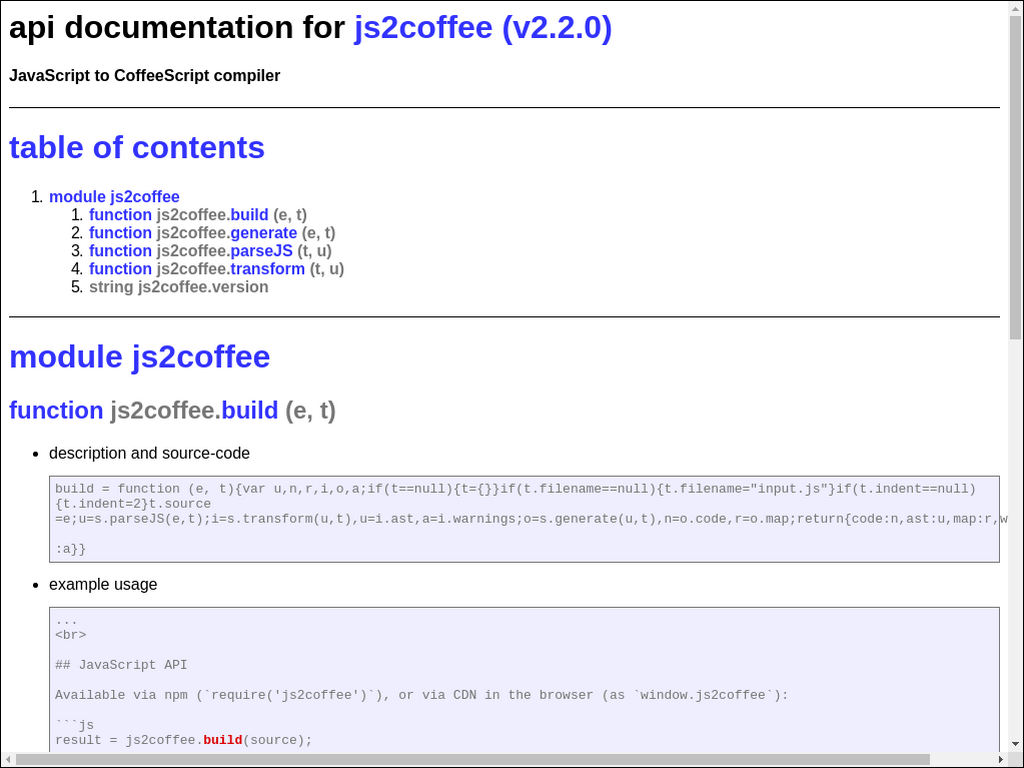 api documentation for js2coffee (v2.2.0)
JavaScript to CoffeeScript compiler
table of contents
1. module js2coffee
1. function js2coffee.build (e, t)
2. function js2coffee.generate (e, t)
3. function js2coffee.parseJS (t, u)
4. function js2coffee.transform (t, u)
5. string js2coffee.version
module js2coffee
function js2coffee.build (e, t)
• description and source-code
build = function (e, t){var u,n,r,i,o,a;if(t==null){t={}}if(t.filename==null){t.filename="input.js"}if(t.indent==null)
{t.indent=2}t.source
=e;u=s.parseJS(e,t);i=s.transform(u,t),u=i.ast,a=i.warnings;o=s.generate(u,t),n=o.code,r=o.map;return{code:n,ast:u,map:r,w
:a}}
• example usage
...
<br>
## JavaScript API
Available via npm (`require('js2coffee')`), or via CDN in the browser (as `window.js2coffee`):
```js
result = js2coffee.build(source);